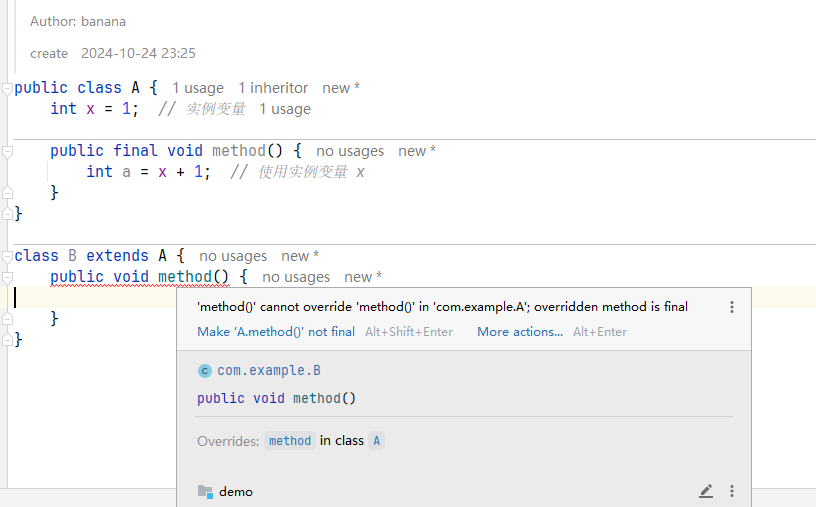 Author: banana
create 2024-10-24 23:25
public class A { 1 usage 1 inheritor new *
int x = 1; // 实例变量 1 usage
public final void method() { no usages new *
int a = x + 1; // 使用实例变量 x
}
}
class B extends A { no usages new *
public void method() { no usages new *
'method()' cannot override 'method()' in 'com.example.A'; overridden method is final
Make 'A.method()' not final Alt+Shift+Enter More actions... Alt+Enter
C com.example.B
public void method()
Overrides: method in class A
demo
}
}